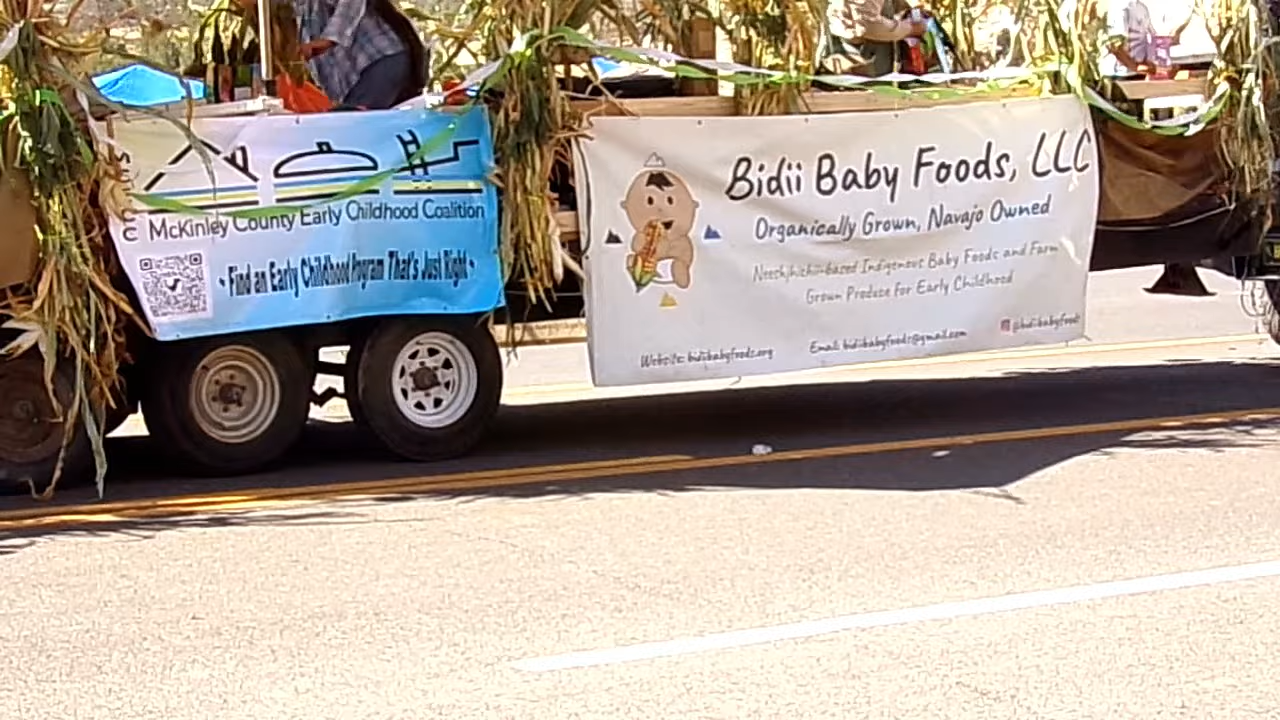 MECCC
McKinley County Early Childhood Coalition
• Find an Early Childhood Program That's Just Right •
Bidii Baby Foods, LLC
Organically Grown, Navajo Owned
Indigenous Baby Foods and Farm
Grown Produce for Early Childhood
Website: bidiibabyfoods.org
Email: bidiibabyfoods@gmail.com
@bidiibabyfoods